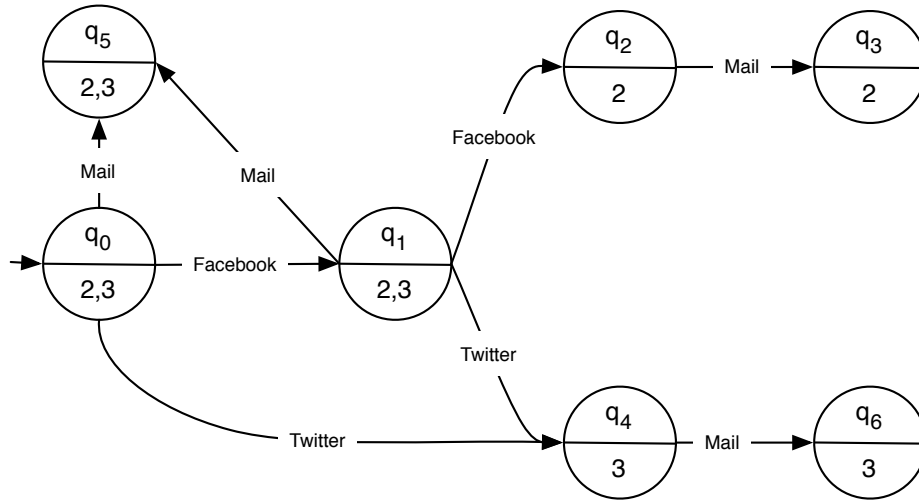 q5
2,3
q2
2
Mail
q3
2
Facebook
Mail
Mail
q0
2,3
Facebook
q1
2,3
Twitter
Twitter
q4
3
Mail
q6
3